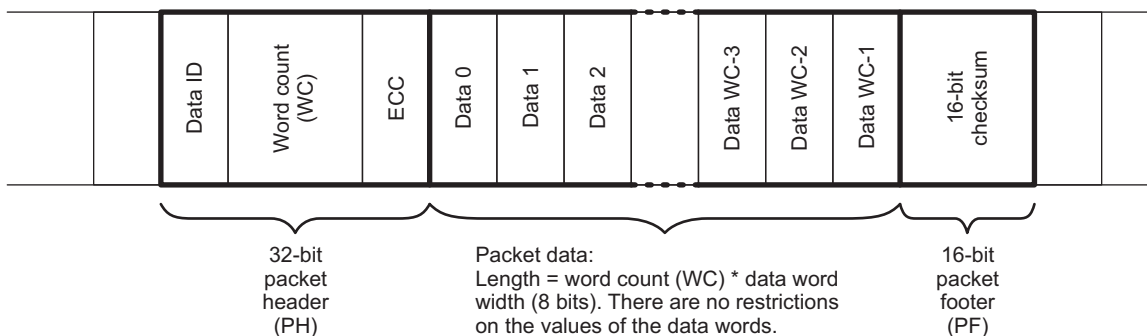 Data ID
Word count
(WC)
ECC
Data 0
Data 1
Data 2
Data WC-3
Data WC-2
Data WC-1
16-bit
checksum
32-bit
packet
header
(PH)
Packet data:
Length = word count (WC) * data word
width (8 bits). There are no restrictions
on the values of the data words.
16-bit
packet
footer
(PF)